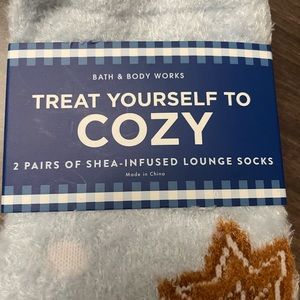 BATH & BODY WORKS
TREAT YOURSELF TO
COZY
2 PAIRS OF SHEA-INFUSED LOUNGE SOCKS
Made in China